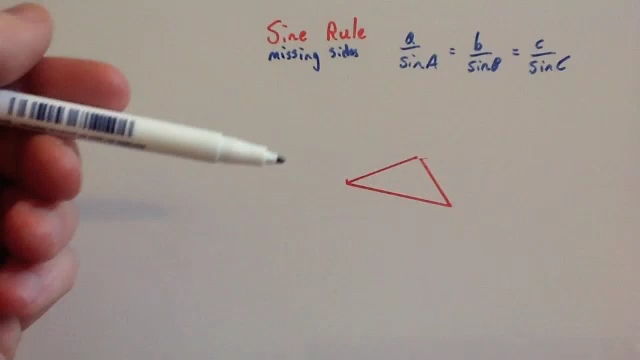 Sine Rule
missing sides
a/sinA = b/sinB = c/sinC